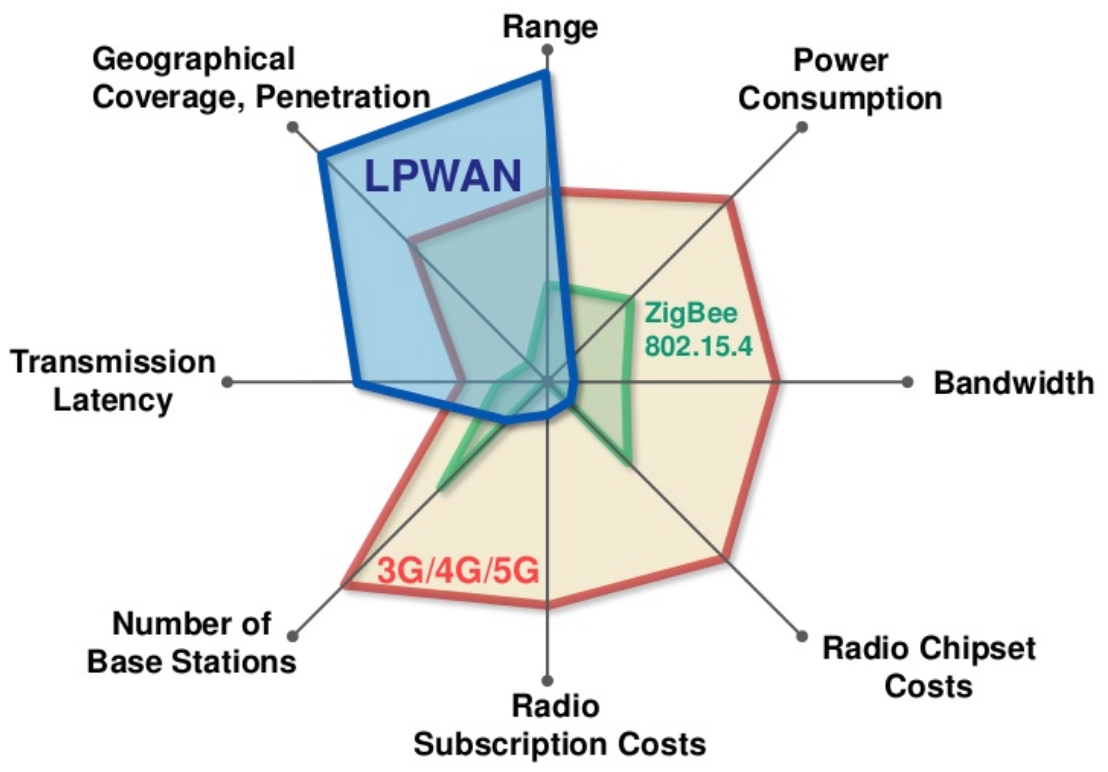 Range
Geographical
Coverage, Penetration
Power
Consumption
LPWAN
ZigBee
802.15.4
Transmission
Latency
Bandwidth
3G/4G/5G
Number of
Base Stations
Radio Chipset
Costs
Radio
Subscription Costs